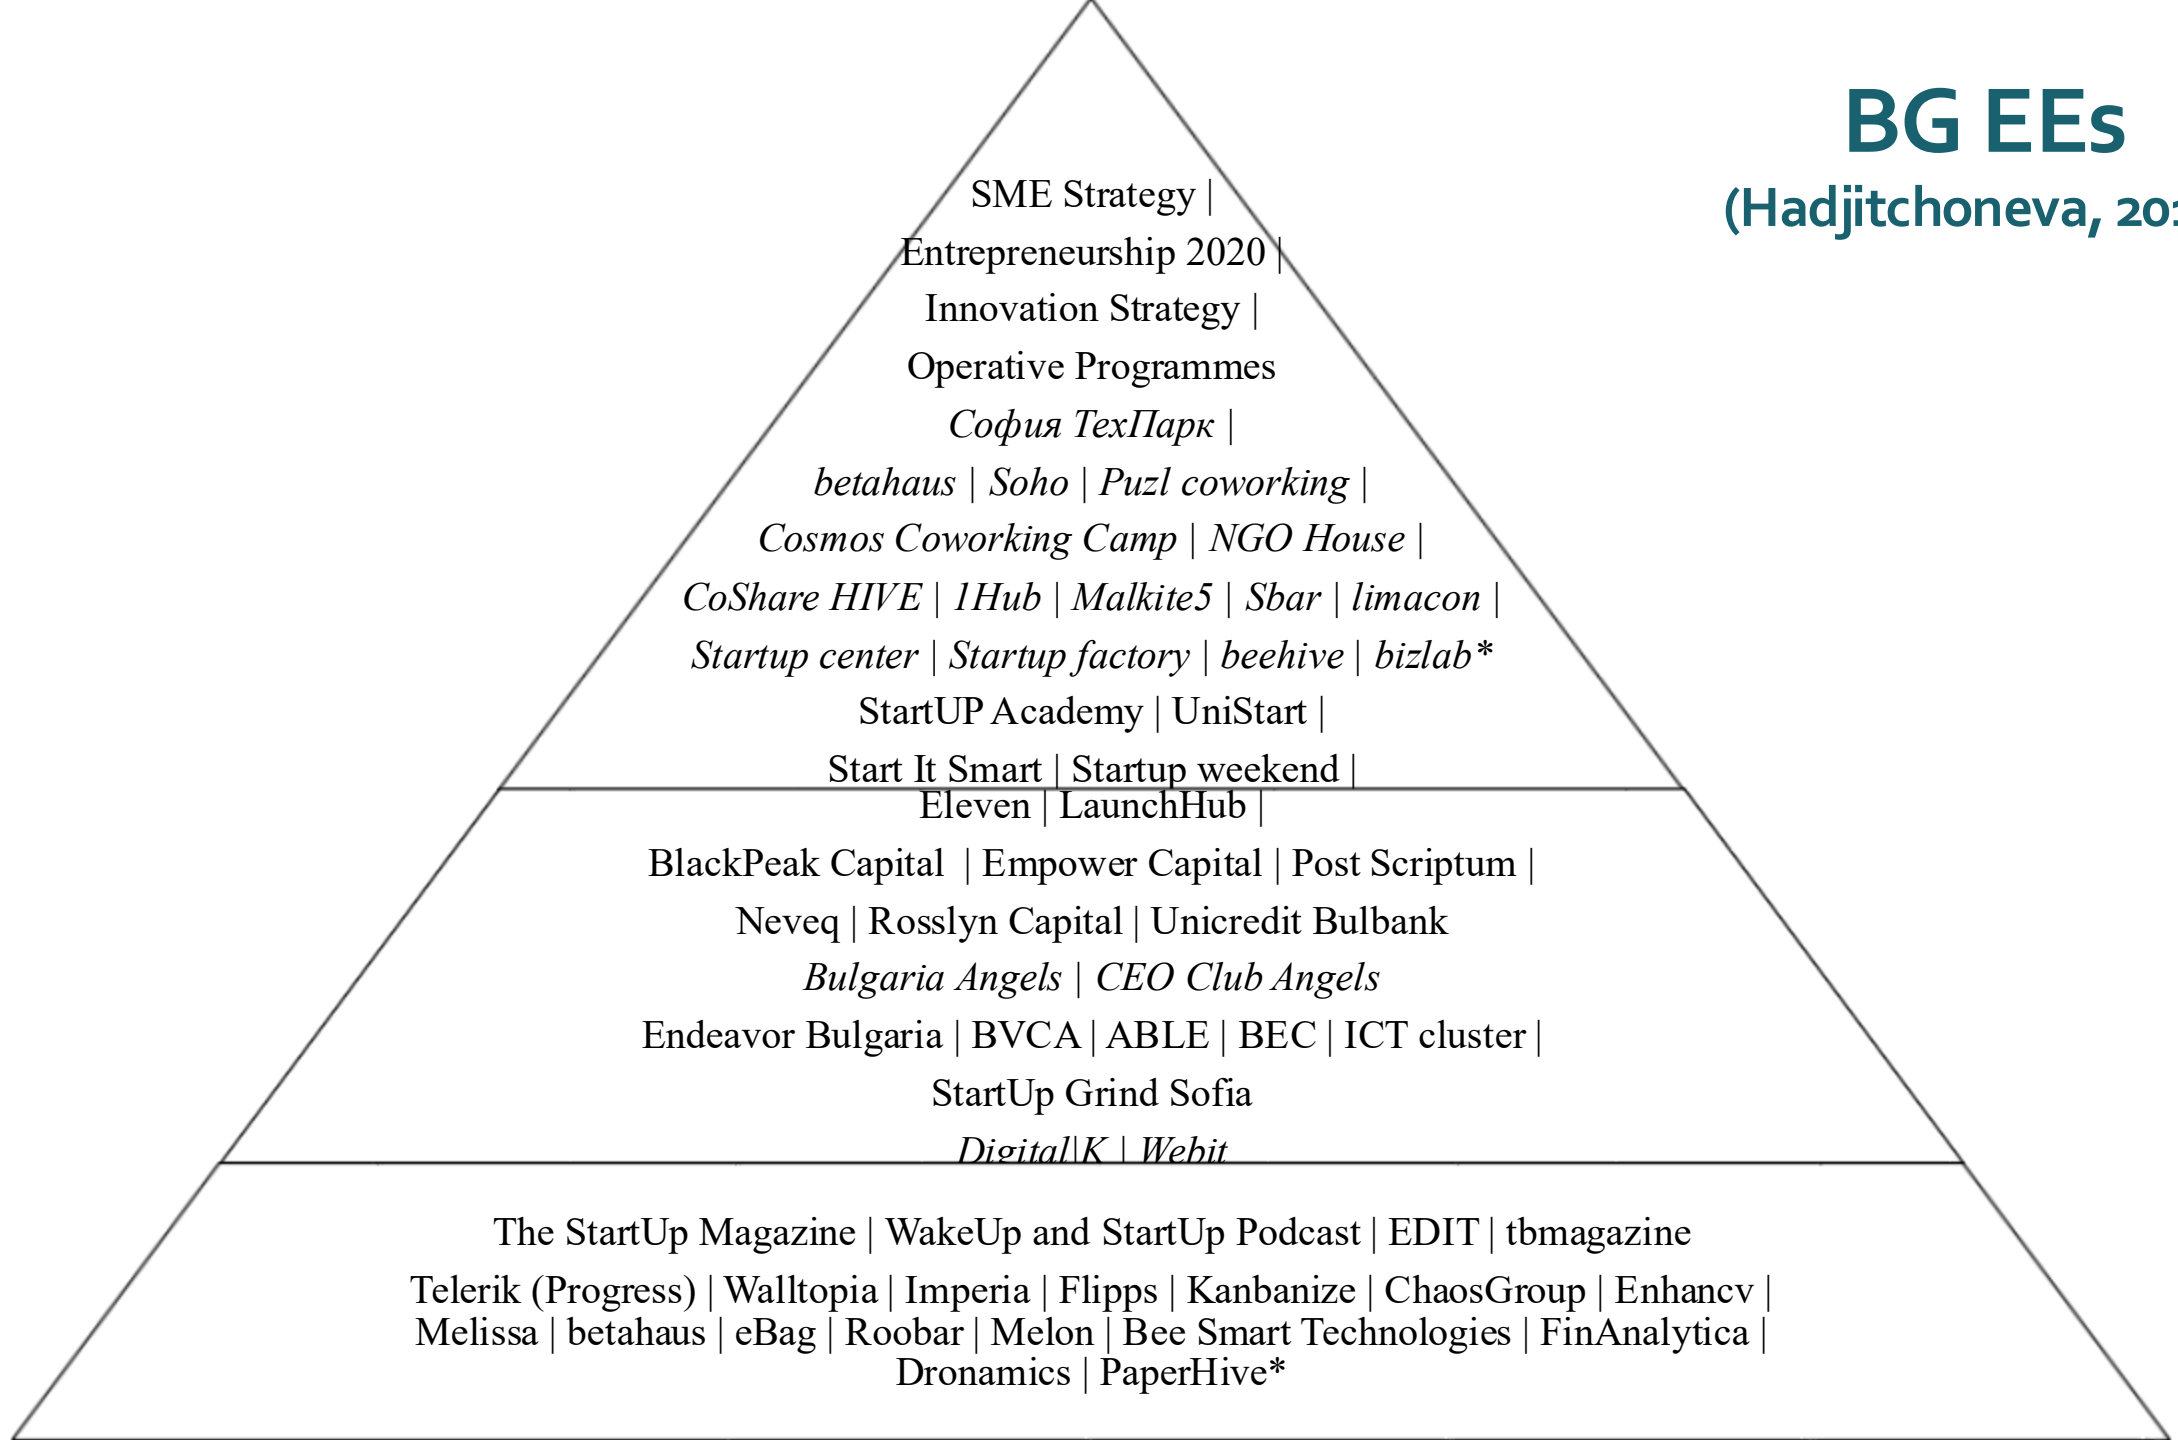 BG EEs
(Hadjitchoneva, 201
SME Strategy |
Entrepreneurship 2020 |
Innovation Strategy |
Operative Programmes
София ТехПарк |
betahaus | Soho | Puzl coworking |
Cosmos Coworking Camp | NGO House |
CoShare HIVE | 1Hub | Malkite5 | Sbar | limacon |
Startup center | Startup factory | beehive | bizlab*
StartUP Academy | UniStart |
Start It Smart | Startup weekend |
Eleven | LaunchHub |
BlackPeak Capital | Empower Capital | Post Scriptum |
Neveq | Rosslyn Capital | Unicredit Bulbank
Bulgaria Angels | CEO Club Angels
Endeavor Bulgaria | BVCA | ABLE | BEC | ICT cluster |
StartUp Grind Sofia
Digital|K | Webit
The StartUp Magazine | WakeUp and StartUp Podcast | EDIT | tbmagazine
Telerik (Progress) | Walltopia | Imperia | Flipps | Kanbanize | ChaosGroup | Enhancv |
Melissa | betahaus | eBag | Roobar | Melon | Bee Smart Technologies | FinAnalytica |
Dronamics | PaperHive*